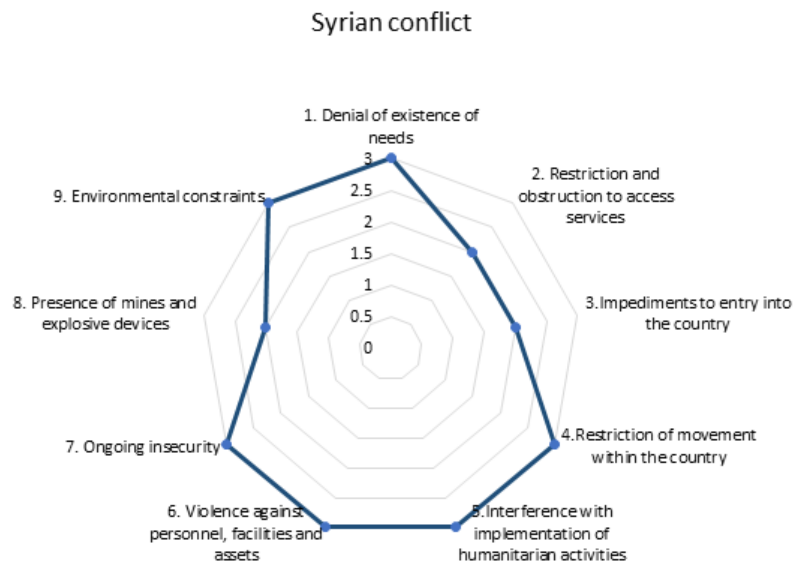 Syrian conflict
1. Denial of existence of
needs
3
2.5
2
1.5
1
0.5
0
2. Restriction and
obstruction to access
services
3.Impediments to entry into
the country
4.Restriction of movement
within the country
5.Interference with
implementation of
humanitarian activities
6. Violence against
personnel, facilities and
assets
7. Ongoing insecurity
8. Presence of mines and
explosive devices
9. Environmental constraints